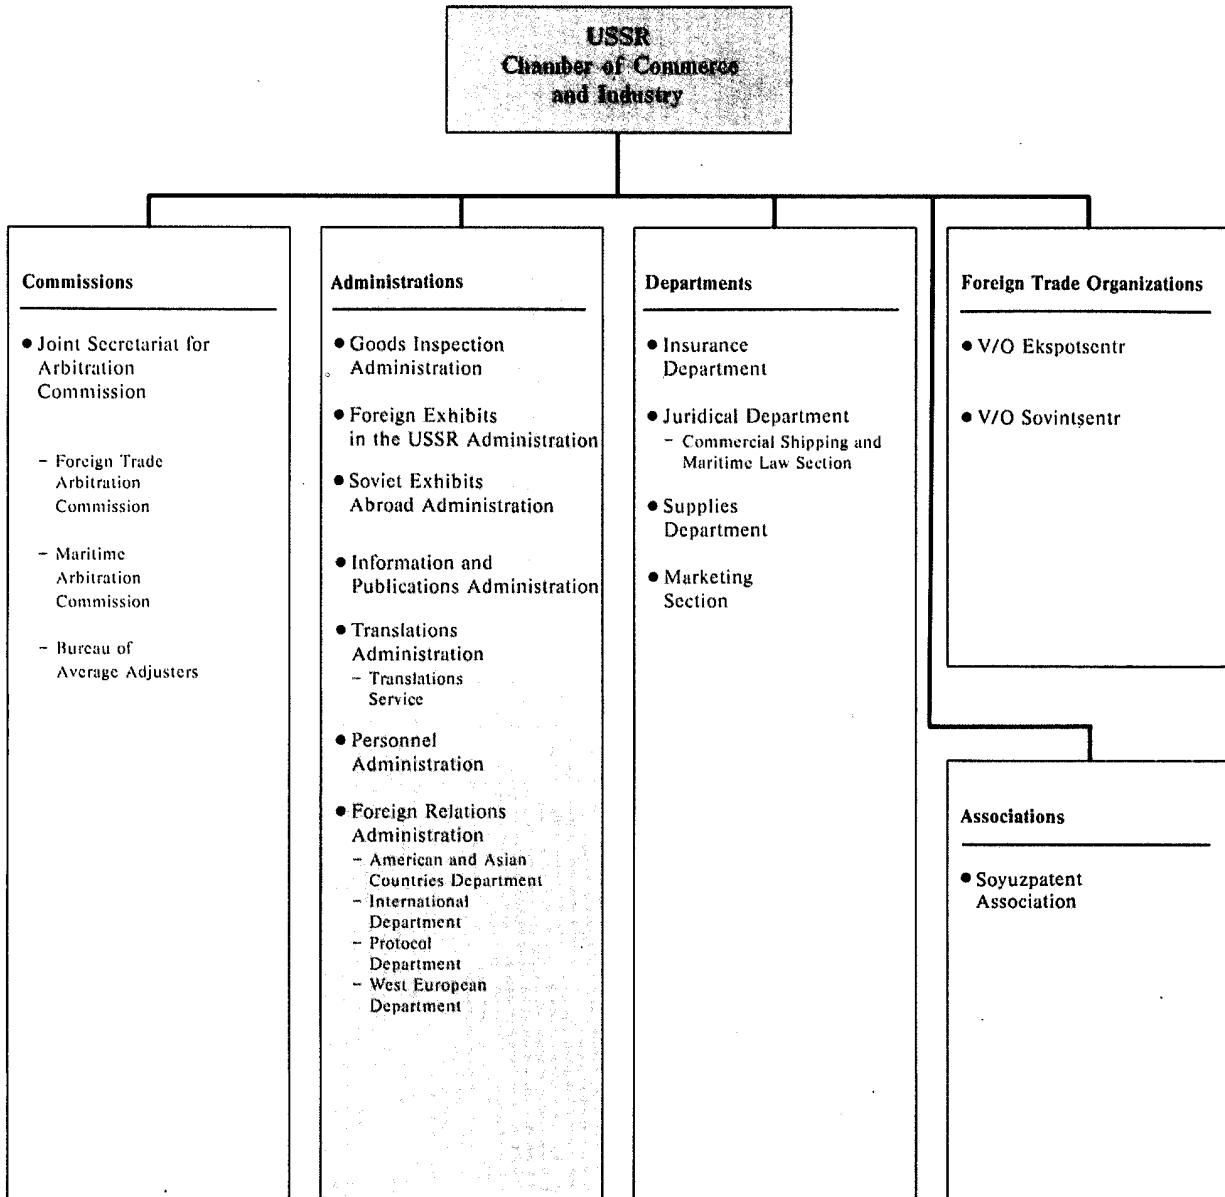 USSR
Chamber of Commerce
and Industry
Commissions
● Joint Secretariat for
Arbitration
Commission
– Foreign Trade
Arbitration
Commission
– Maritime
Arbitration
Commission
– Bureau of
Average Adjusters
Administrations
● Goods Inspection
Administration
● Foreign Exhibits
in the USSR Administration
● Soviet Exhibits
Abroad Administration
● Information and
Publications Administration
● Translations
Administration
– Translations
Service
● Personnel
Administration
● Foreign Relations
Administration
– American and Asian
Countries Department
– International
Department
– Protocol
Department
– West European
Department
Departments
● Insurance
Department
● Juridical Department
– Commercial Shipping and
Maritime Law Section
● Supplies
Department
● Marketing
Section
Foreign Trade Organizations
● V/O Ekspotsentr
● V/O Sovintsentr
Associations
● Soyuzpatent
Association